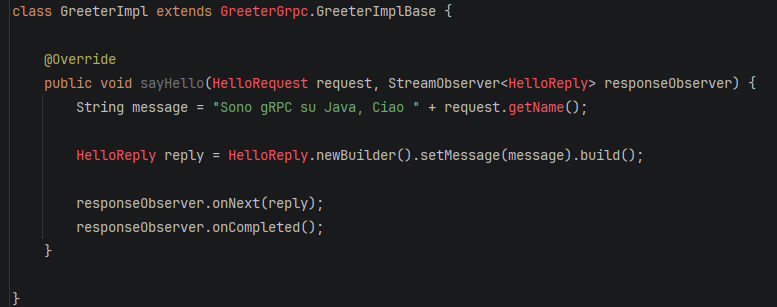 class GreeterImpl extends GreeterGrpc.GreeterImplBase {
@Override
public void sayHello(HelloRequest request, StreamObserver<HelloReply> responseObserver) {
String message = "Sono gRPC su Java, Ciao " + request.getName();
HelloReply reply = HelloReply.newBuilder().setMessage(message).build();
responseObserver.onNext(reply);
responseObserver.onCompleted();
}
}